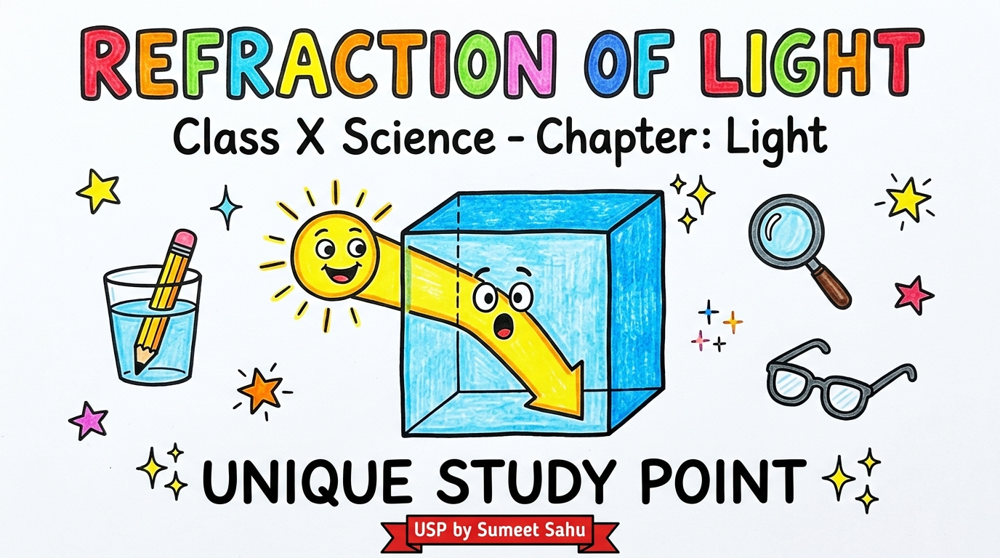 REFRACTION OF LIGHT
Class X Science - Chapter: Light
UNIQUE STUDY POINT
USP by Sumeet Sahu